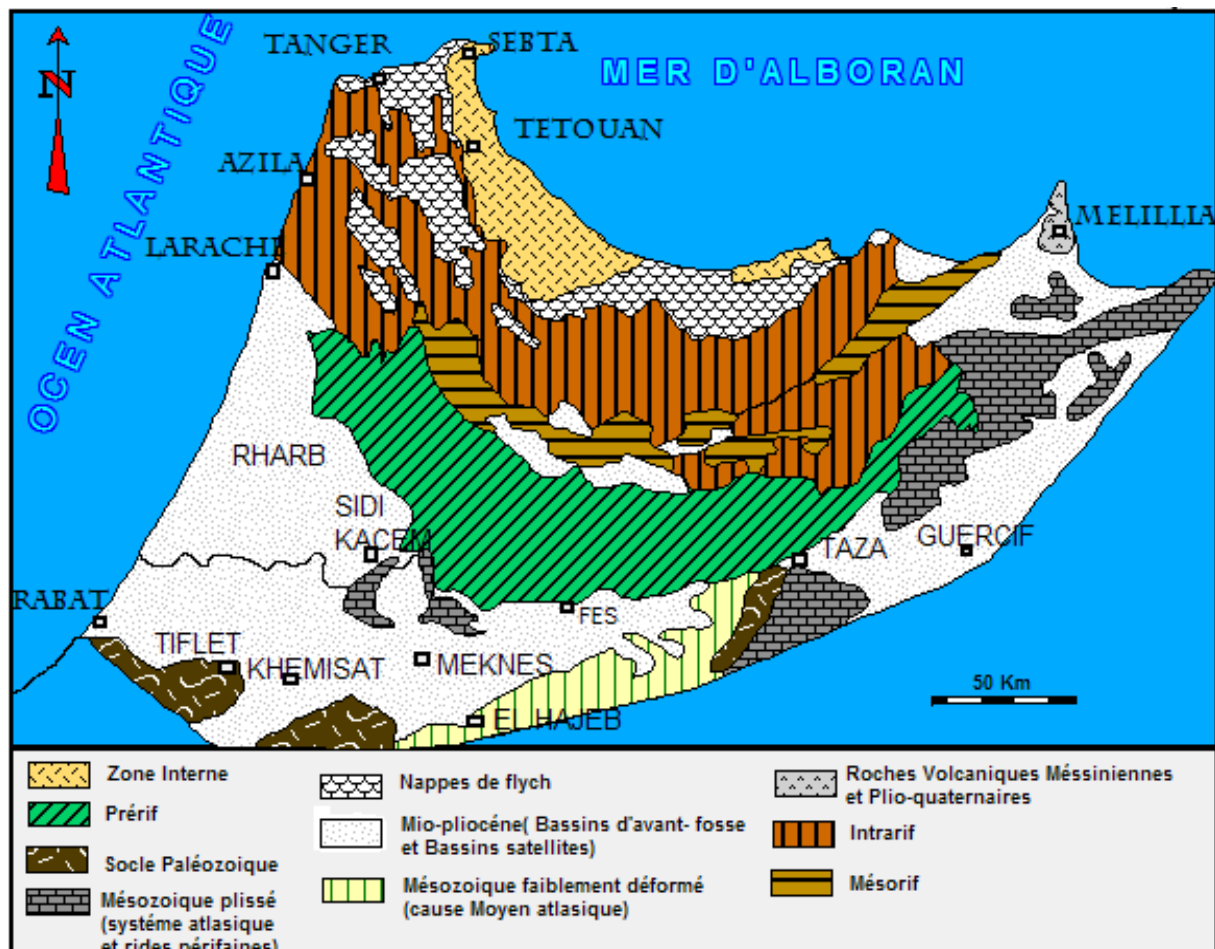 TANGER
SEBTA
MER D'ALBORAN
OCEN ATLANTIQUE
N
TETOUAN
AZILA
MELILLIA
LARACHE
RHARB
SIDI
KACEM
TAZA
GUERCIF
RABAT
FES
TIFLET
KHEMISAT
MEKNES
50 Km
EL HAJEB
Zone Interne
Prérif
Socle Paléozoique
Mésozoique plissé
(systéme atlasique
et rides périfaines)
Nappes de flych
Mio-pliocéne( Bassins d'avant- fosse
et Bassins satellites)
Mésozoique faiblement déformé
(cause Moyen atlasique)
Roches Volcaniques Méssiniennes
et Plio-quaternaires
Intrarif
Mésorif